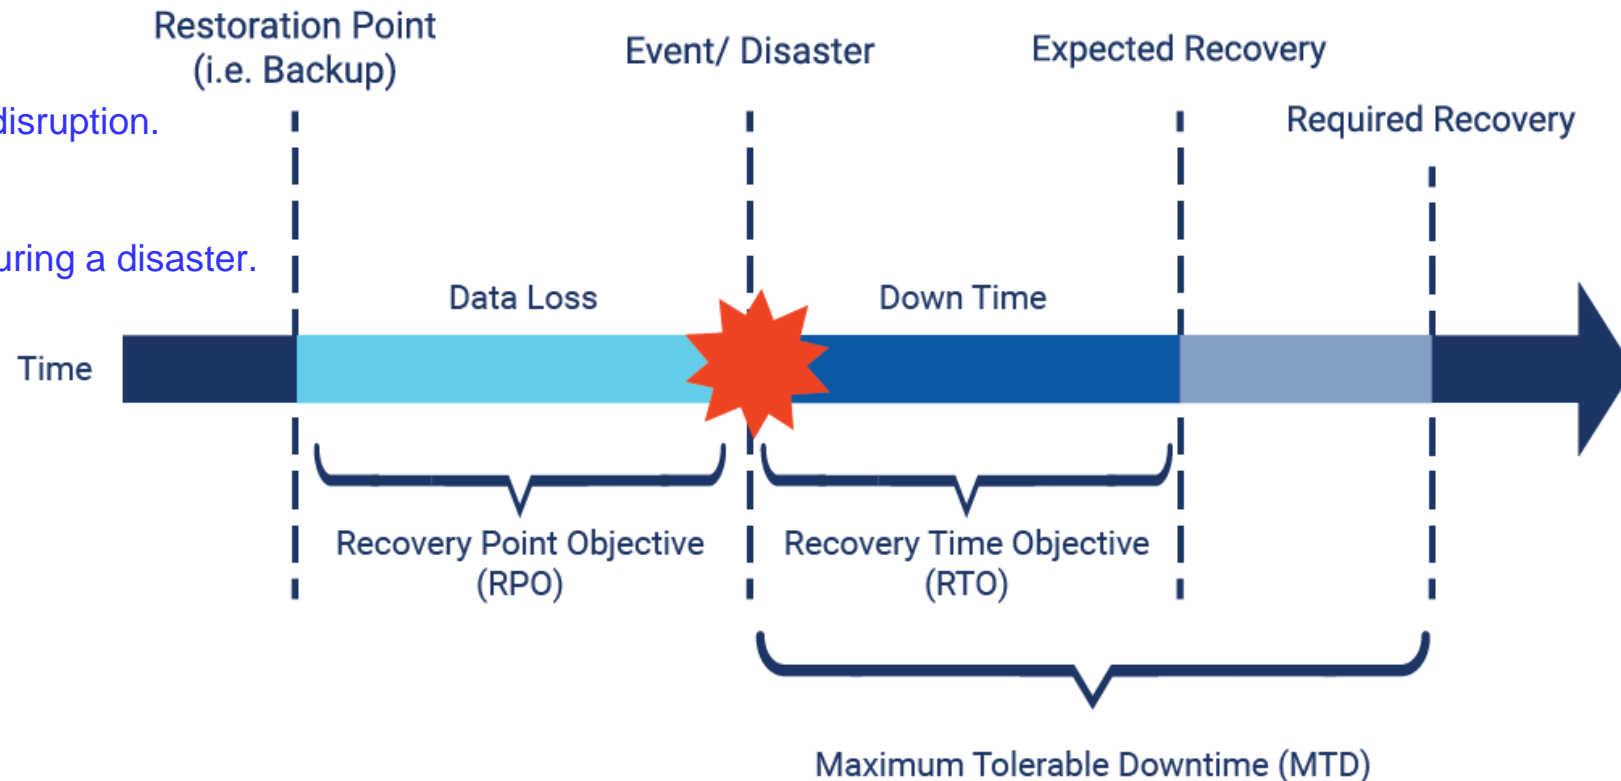 Restoration Point
(i.e. Backup)
Event/ Disaster
Expected Recovery
Required Recovery
disruption.
uring a disaster.
Data Loss
Down Time
Time
Recovery Point Objective
(RPO)
Recovery Time Objective
(RTO)
Maximum Tolerable Downtime (MTD)